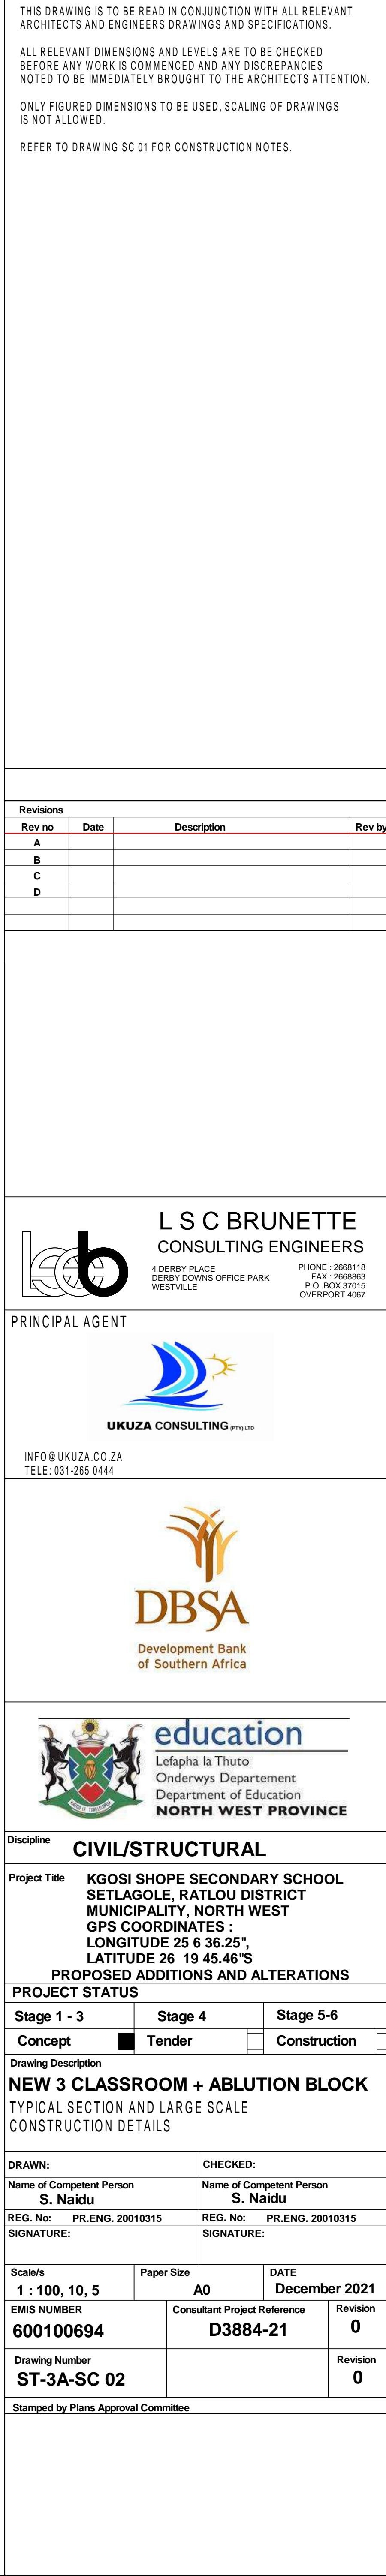 THIS DRAWING IS TO BE READ IN CONJUNCTION WITH ALL RELEVANT
ARCHITECTS AND ENGINEERS DRAWINGS AND SPECIFICATIONS.
ALL RELEVANT DIMENSIONS AND LEVELS ARE TO BE CHECKED
BEFORE ANY WORK IS COMMENCED AND ANY DISCREPANCIES
NOTED TO BE IMMEDIATELY BROUGHT TO THE ARCHITECTS ATTENTION.
ONLY FIGURED DIMENSIONS TO BE USED, SCALING OF DRAWINGS
IS NOT ALLOWED.
REFER TO DRAWING SC 01 FOR CONSTRUCTION NOTES.
Revisions
Rev no Date Description Rev by
A
B
C
D
lscb
L S C BRUNETTE
CONSULTING ENGINEERS
4 DERBY PLACE PHONE : 2668118
DERBY DOWNS OFFICE PARK FAX : 2668863
WESTVILLE P.O. BOX 37015
OVERPORT 4067
PRINCIPAL AGENT
UKUZA CONSULTING (PTY) LTD
INFO@UKUZA.CO.ZA
TELE: 031-265 0444
DBSA
Development Bank
of Southern Africa
education
Lefapha la Thuto
Onderwys Departement
Department of Education
NORTH WEST PROVINCE
Discipline
CIVIL/STRUCTURAL
Project Title KGOSI SHOPE SECONDARY SCHOOL
SETLAGOLE, RATLOU DISTRICT
MUNICIPALITY, NORTH WEST
GPS COORDINATES :
LONGITUDE 25 6 36.25",
LATITUDE 26 19 45.46"S
PROPOSED ADDITIONS AND ALTERATIONS
PROJECT STATUS
Stage 1 - 3 Stage 4 Stage 5-6
Concept Tender Construction
Drawing Description
NEW 3 CLASSROOM + ABLUTION BLOCK
TYPICAL SECTION AND LARGE SCALE
CONSTRUCTION DETAILS
DRAWN: CHECKED:
Name of Competent Person Name of Competent Person
S. Naidu S. Naidu
REG. No: PR.ENG. 20010315 REG. No: PR.ENG. 20010315
SIGNATURE: SIGNATURE:
Scale/s Paper Size DATE
1 : 100, 10, 5 A0 December 2021
EMIS NUMBER Consultant Project Reference Revision
600100694 D3884-21 0
Drawing Number Revision
ST-3A-SC 02 0
Stamped by Plans Approval Committee